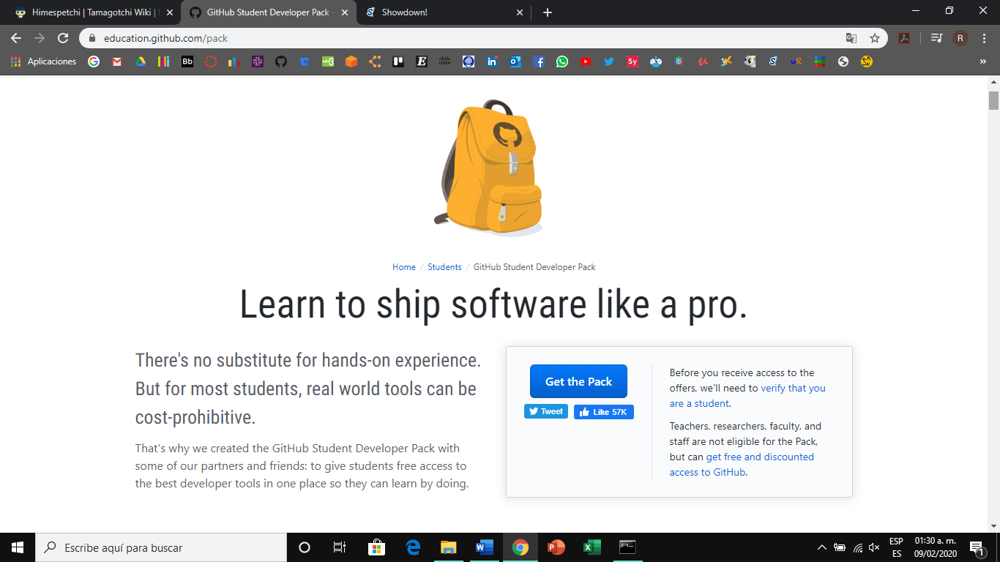 Himespetchi | Tamagotchi Wiki |
GitHub Student Developer Pack -
Showdown!
education.github.com/pack
R
Aplicaciones
Bb
Sy
Home / Students / GitHub Student Developer Pack
Learn to ship software like a pro.
There's no substitute for hands-on experience.
But for most students, real world tools can be
cost-prohibitive.
That's why we created the GitHub Student Developer Pack with
some of our partners and friends: to give students free access to
the best developer tools in one place so they can learn by doing.
Get the Pack
Tweet
Like 57K
Before you receive access to the
offers, we'll need to verify that you
are a student.
Teachers, researchers, faculty, and
staff are not eligible for the Pack,
but can get free and discounted
access to GitHub.
Escribe aquí para buscar
ESP
ES
01:30 a. m.
09/02/2020
1